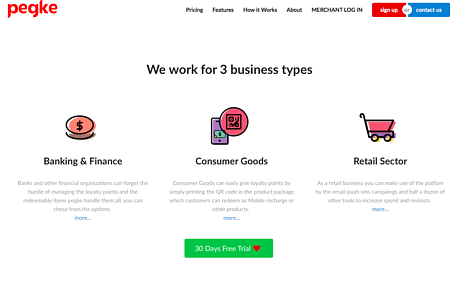 pegke
Pricing Features How it Works About MERCHANT LOG IN sign up or contact us
We work for 3 business types
Banking & Finance
Banks and other financial organizations can forget the
hurdle of managing the loyalty points and the
redeemable items pegke handle them all, you can
chose from the options.
more...
Consumer Goods
Consumer Goods can easily give loyalty points by
simply printing the QR code in the product package
which customers can redeem as Mobile recharge or
other products.
more...
Retail Sector
As a retail business you can make use of the platfom
by the email-push-sms campaings and half a dozon
of other tools to increase spend and revisists.
more...
30 Days Free Trial